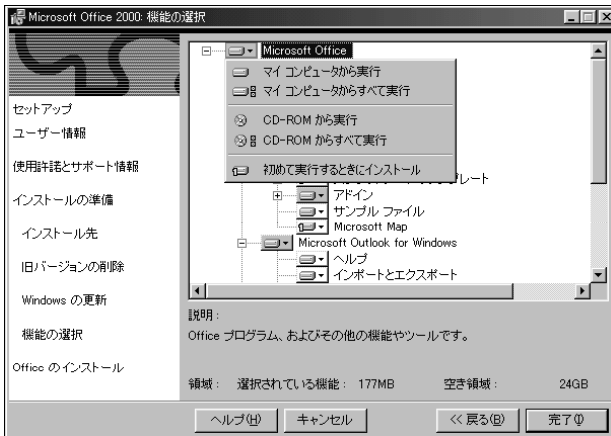 Microsoft Office 2000: 機能の選択
セットアップ
ユーザー情報
使用許諾とサポート情報
インストールの準備
インストール先
旧バージョンの削除
Windows の更新
機能の選択
Office のインストール
Microsoft Office
マイ コンピュータから実行
マイ コンピュータからすべて実行
CD-ROM から実行
CD-ROM からすべて実行
初めて実行するときにインストール
レート
アドイン
サンプル ファイル
Microsoft Map
Microsoft Outlook for Windows
ヘルプ
インポートとエクスポート
説明:
Office プログラム、およびその他の機能やツールです。
領域: 選択されている機能: 177MB 空き領域: 24GB
ヘルプ(H) キャンセル << 戻る(B) 完了(I)